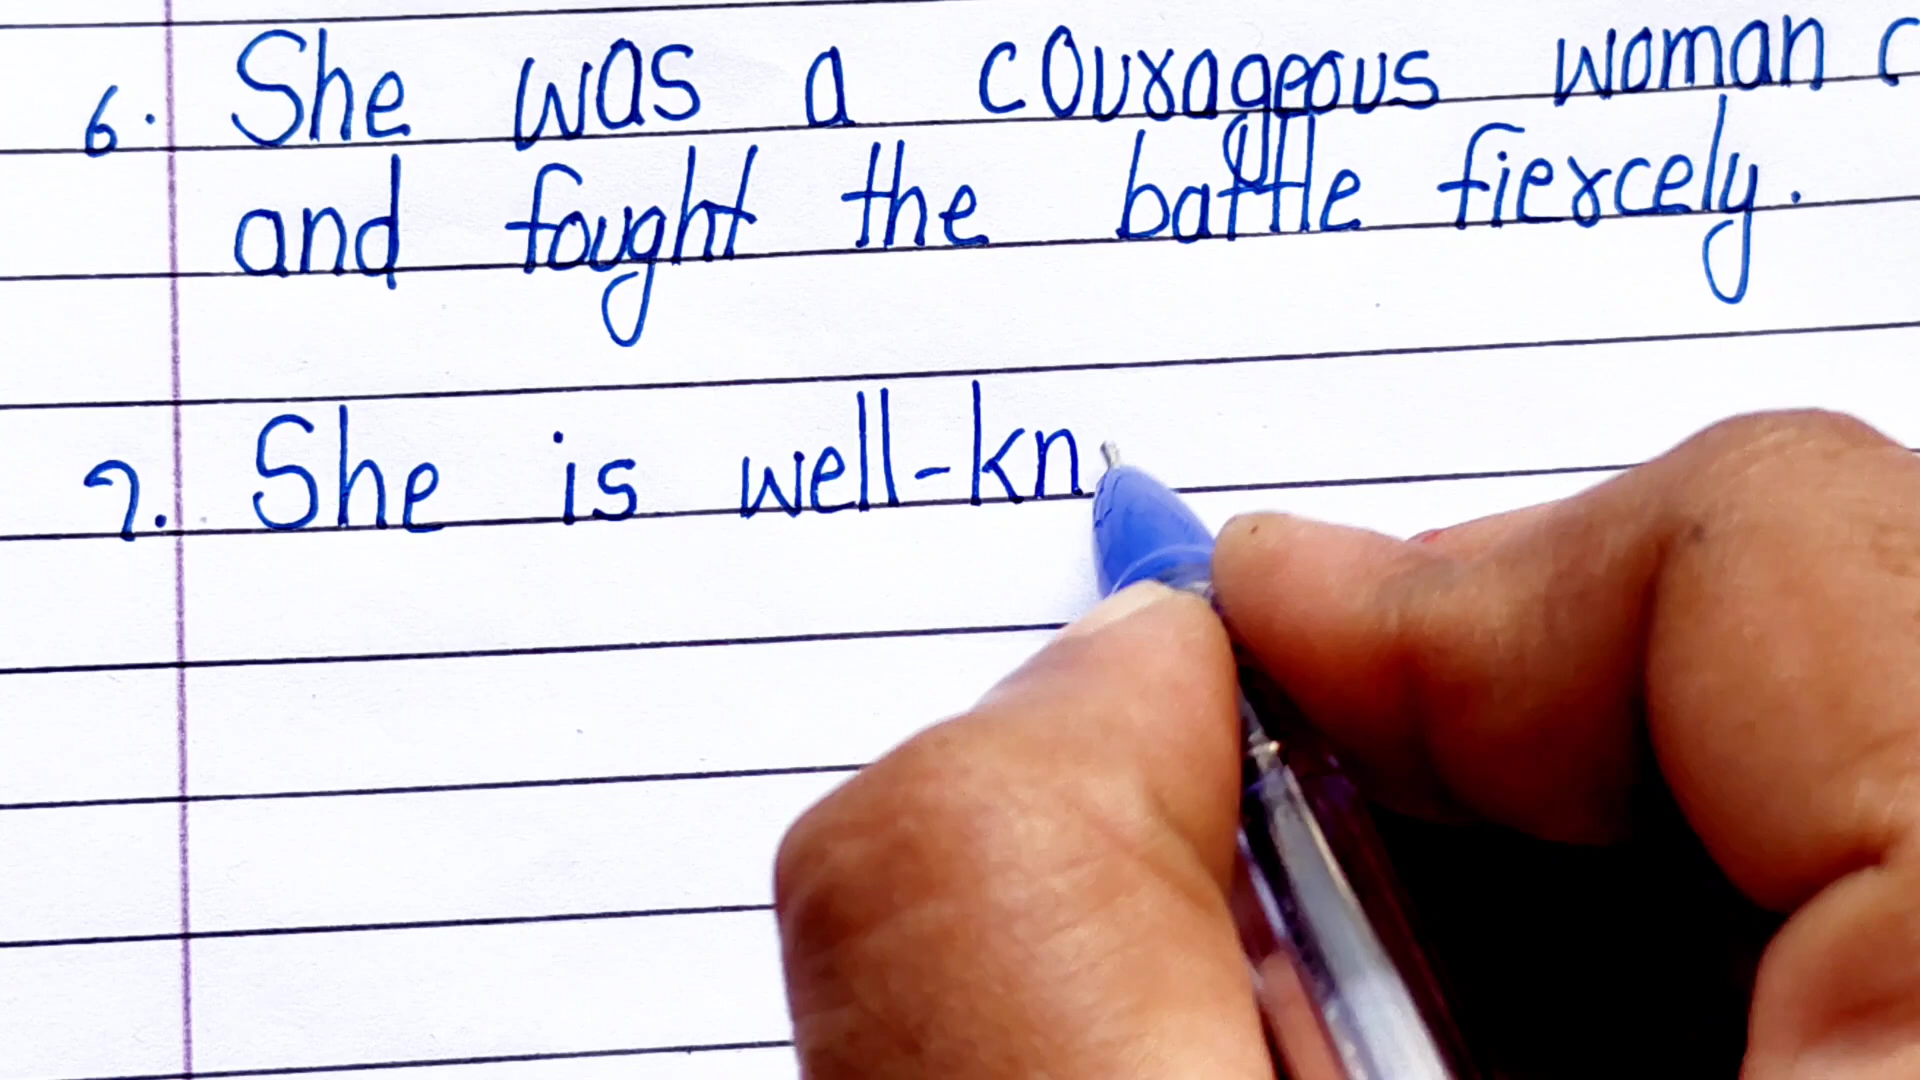 6. She was a courageous woman
and fought the battle fiercely.
7. She is well-kn